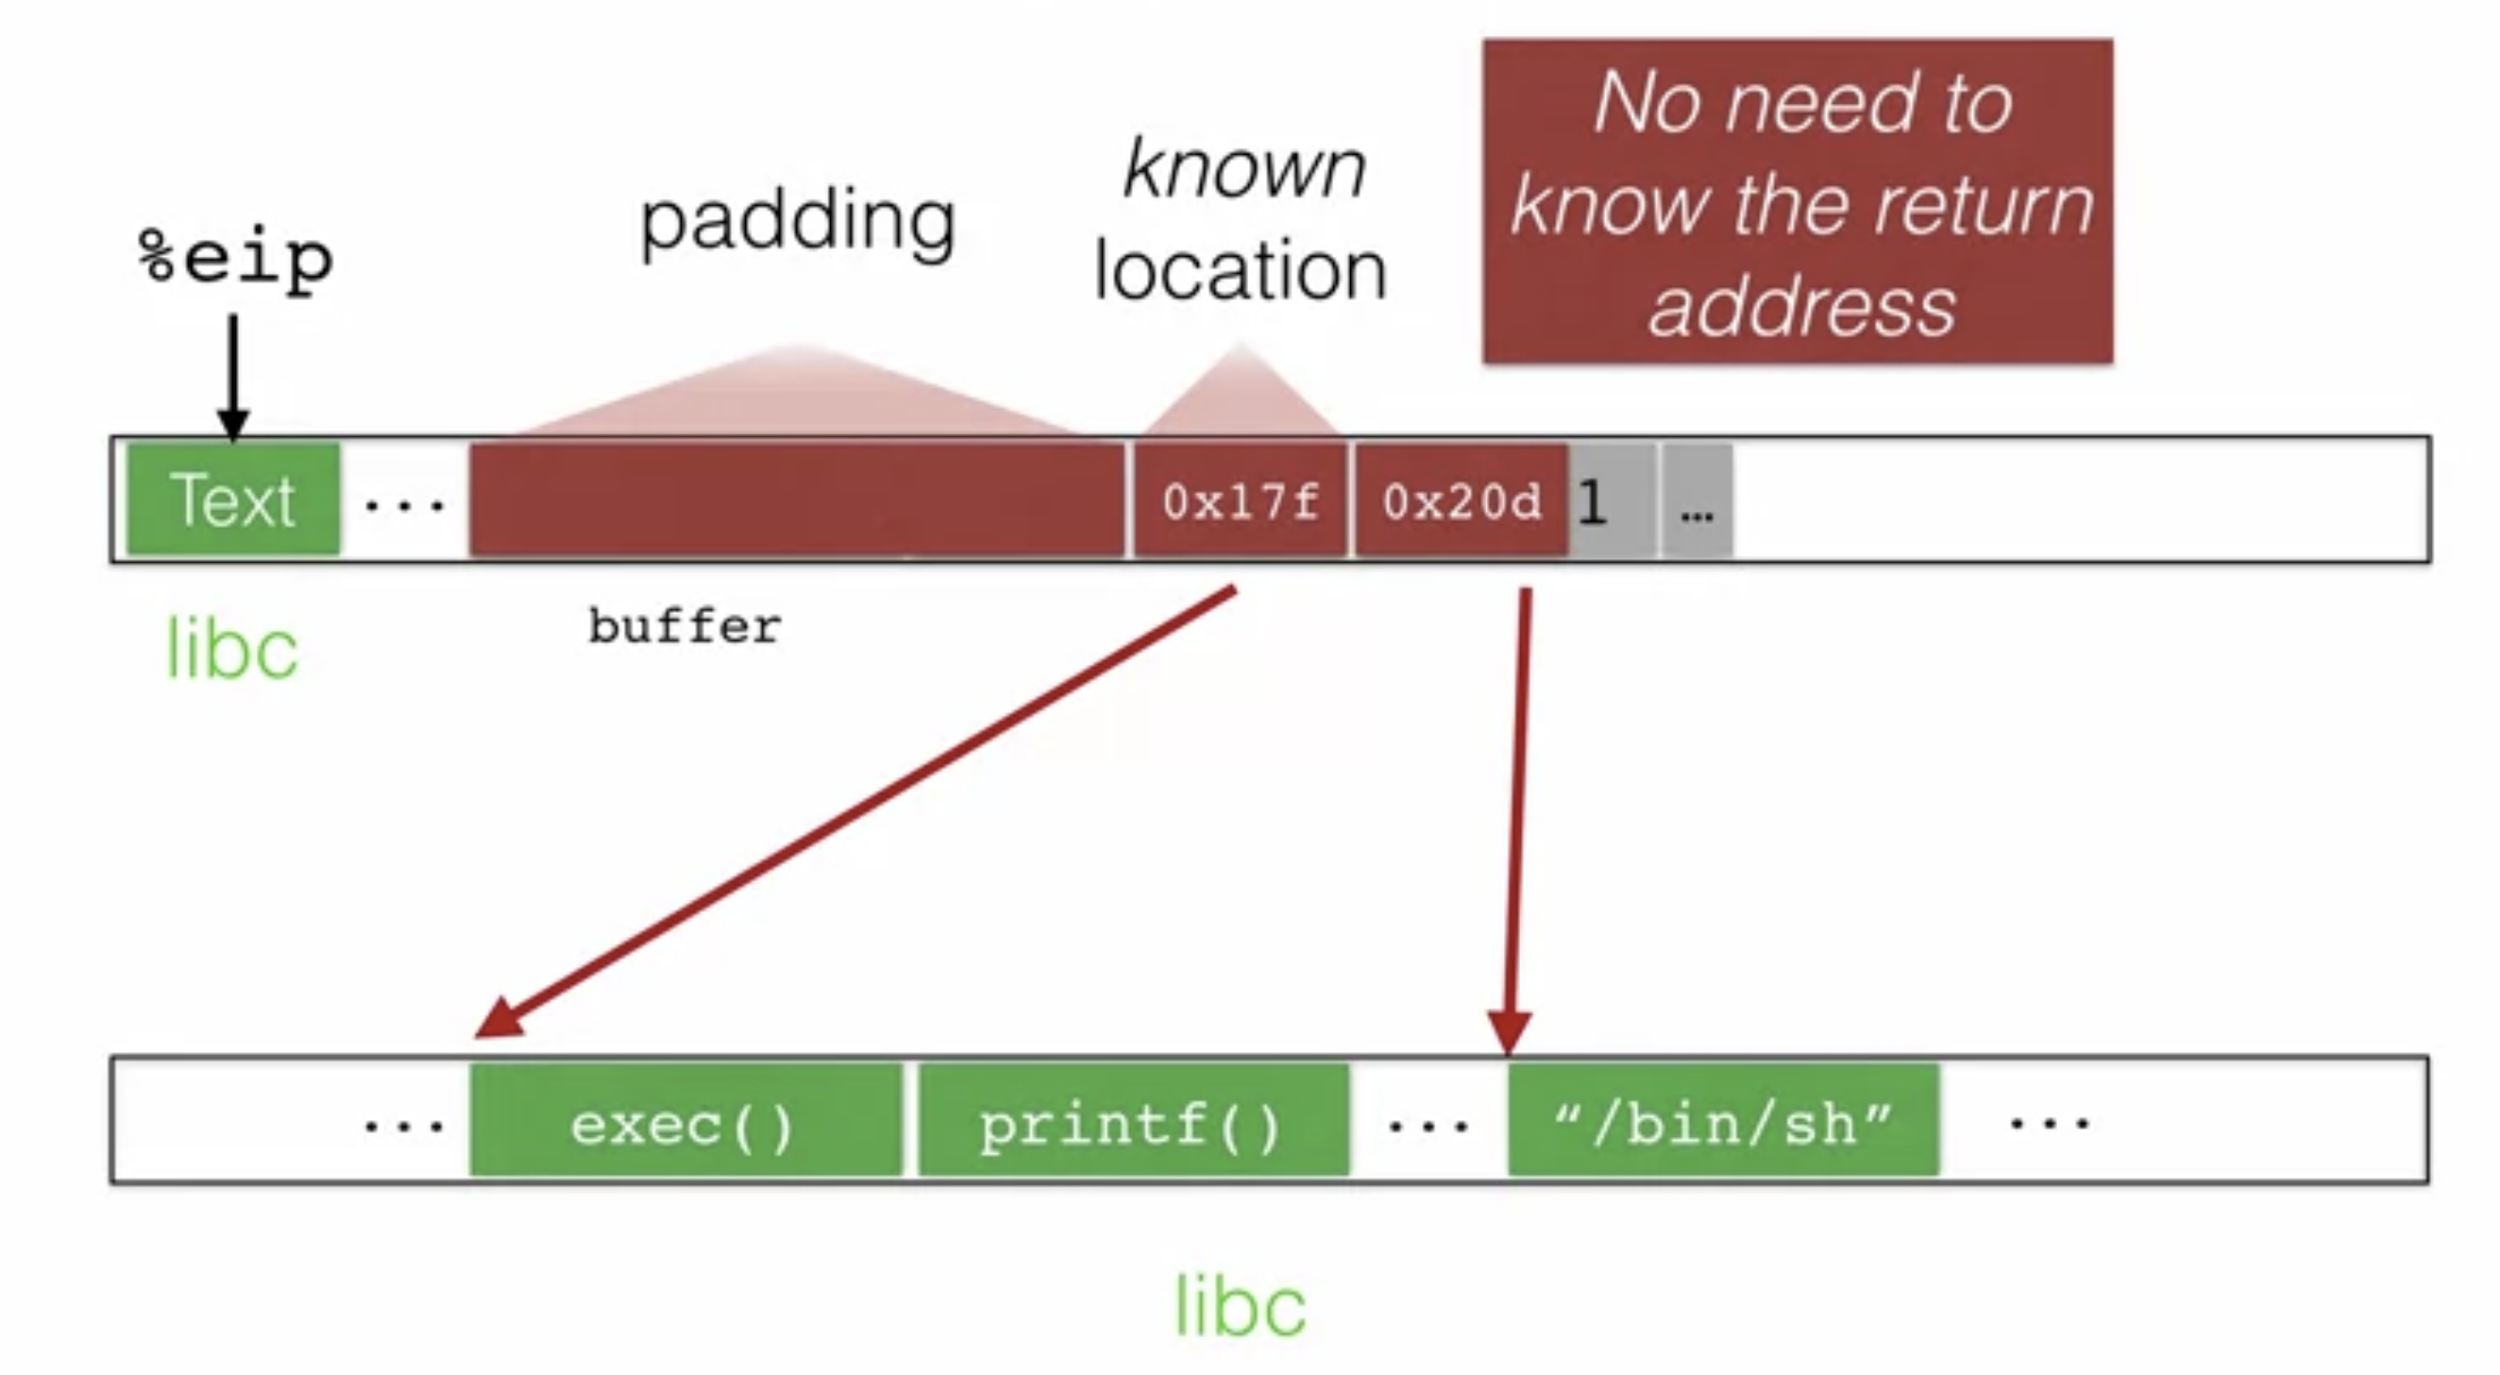 No need to
know the return
address
known
location
padding
%eip
Text ... 0x17f 0x20d 1 ...
libc
buffer
... exec() printf() ... “/bin/sh” ...
libc